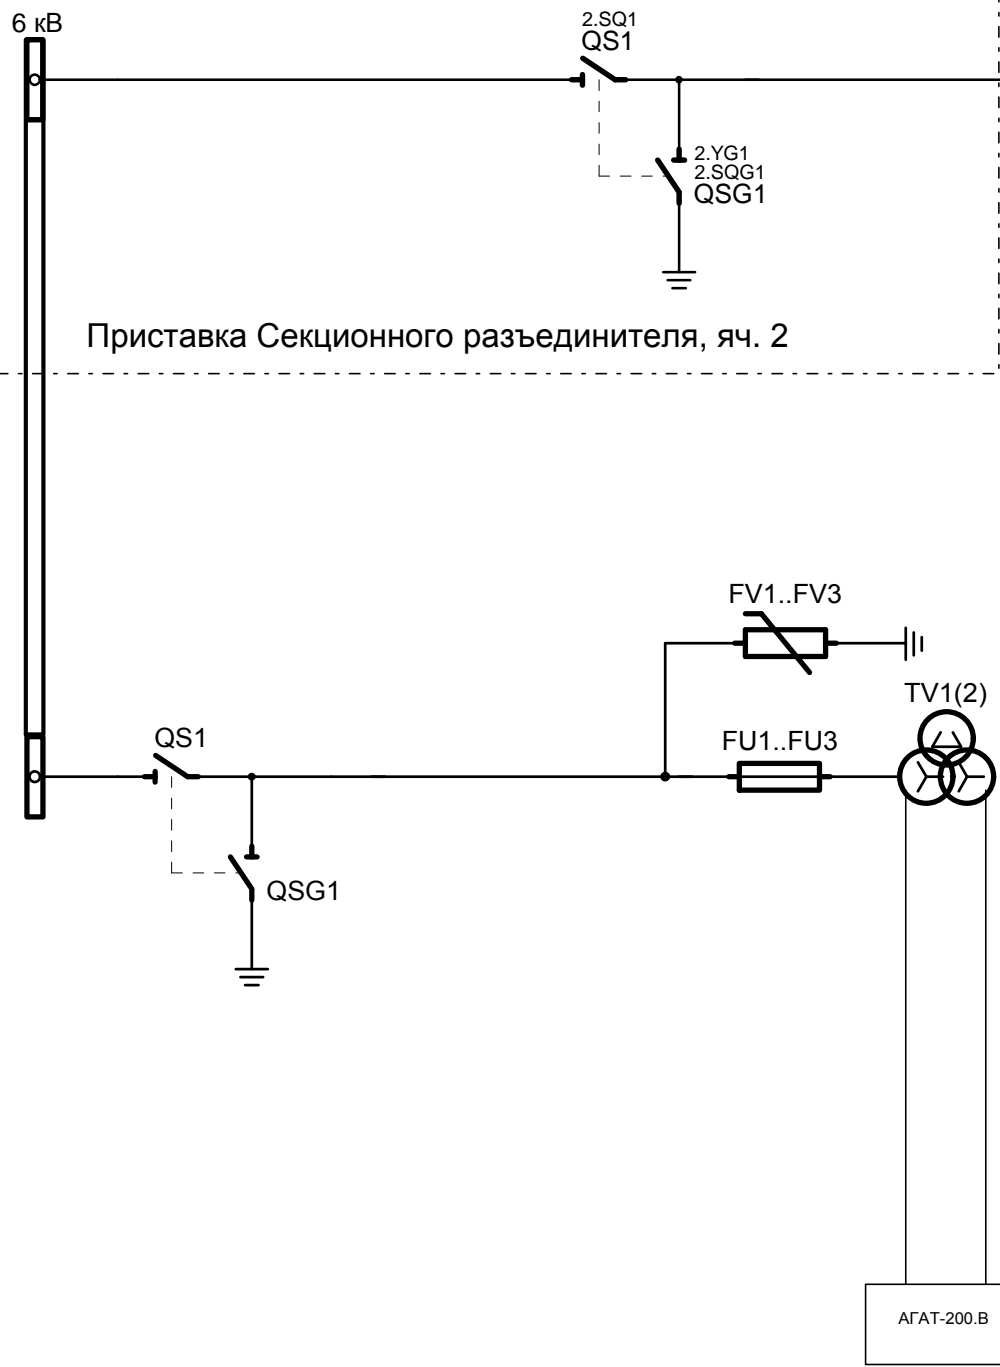 6 кВ
2.SQ1
QS1
2.YG1
2.SQG1
QSG1
Приставка Секционного разъединителя, яч. 2
FV1..FV3
TV1(2)
QS1
FU1..FU3
QSG1
АГАТ-200.В